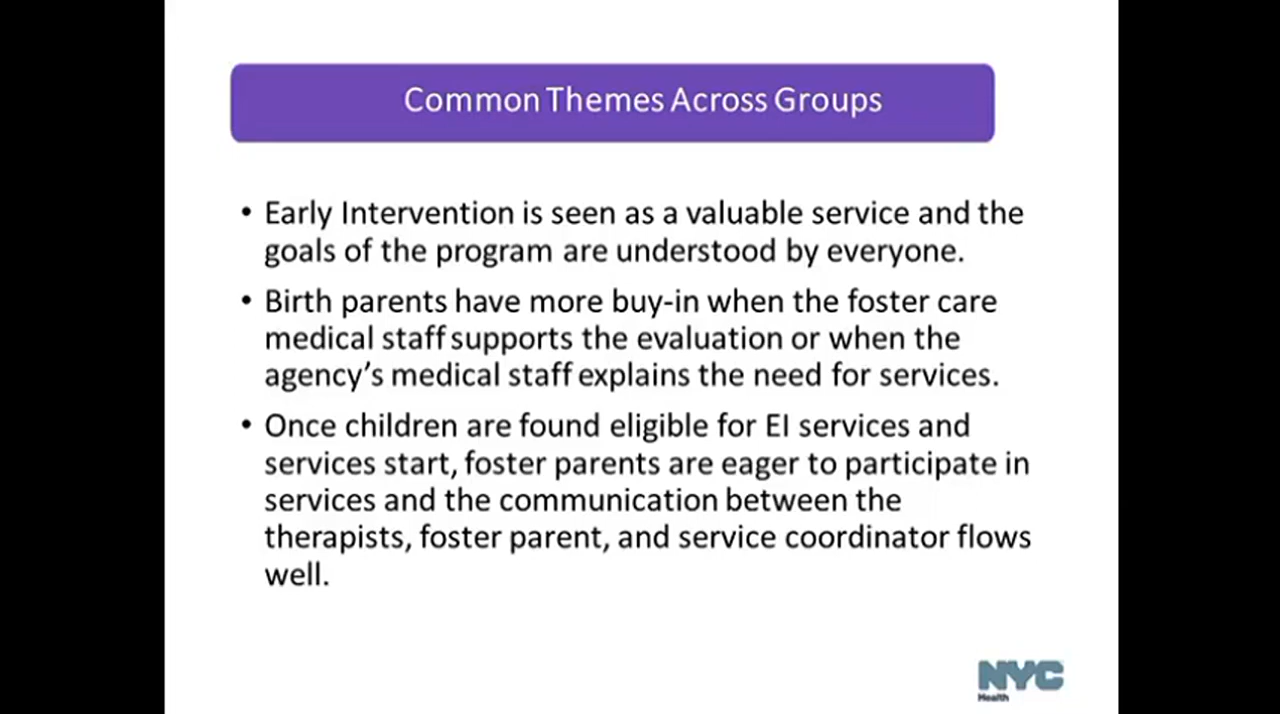 Common Themes Across Groups
• Early Intervention is seen as a valuable service and the
goals of the program are understood by everyone.
• Birth parents have more buy-in when the foster care
medical staff supports the evaluation or when the
agency’s medical staff explains the need for services.
• Once children are found eligible for EI services and
services start, foster parents are eager to participate in
services and the communication between the
therapists, foster parent, and service coordinator flows
well.
NYC
Health